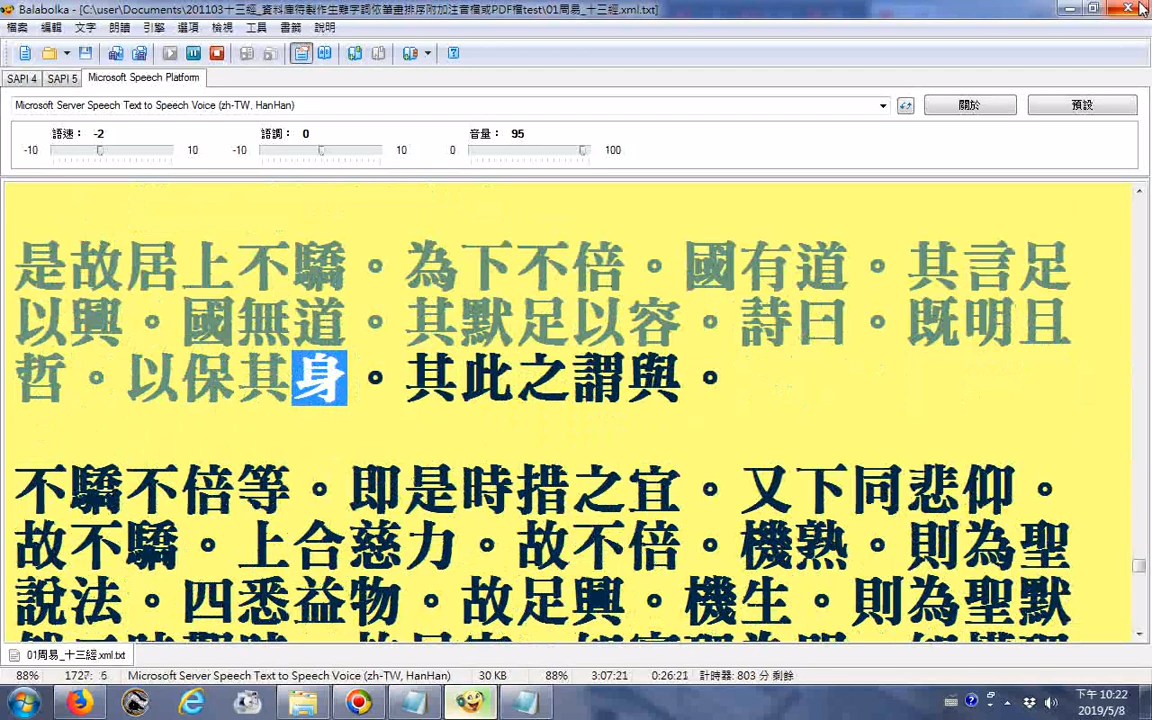 Balabolka - [C:\user\Documents\201103十三經_資料庫待製作生難字詞依筆畫排序附加注音檔或PDF檔test\01周易_十三經.xml.txt]
檔案 編輯 文字 朗讀 引擎 選項 檢視 工具 書籤 說明
SAPI 4 SAPI 5 Microsoft Speech Platform
Microsoft Server Speech Text to Speech Voice (zh-TW, HanHan) 關於 預設
語速： -2 語調： 0 音量： 95
-10 10 -10 10 0 100
是故居上不驕。為下不倍。國有道。其言足
以興。國無道。其默足以容。詩曰。既明且
哲。以保其身。其此之謂與。
不驕不倍等。即是時措之宜。又下同悲仰。
故不驕。上合慈力。故不倍。機熟。則為聖
說法。四悉益物。故足興。機生。則為聖默
01周易_十三經.xml.txt
88% 1727: 6 Microsoft Server Speech Text to Speech Voice (zh-TW, HanHan) 30 KB 88% 3:07:21 0:26:21 計時器: 803 分 剩餘
下午 10:22
2019/5/8